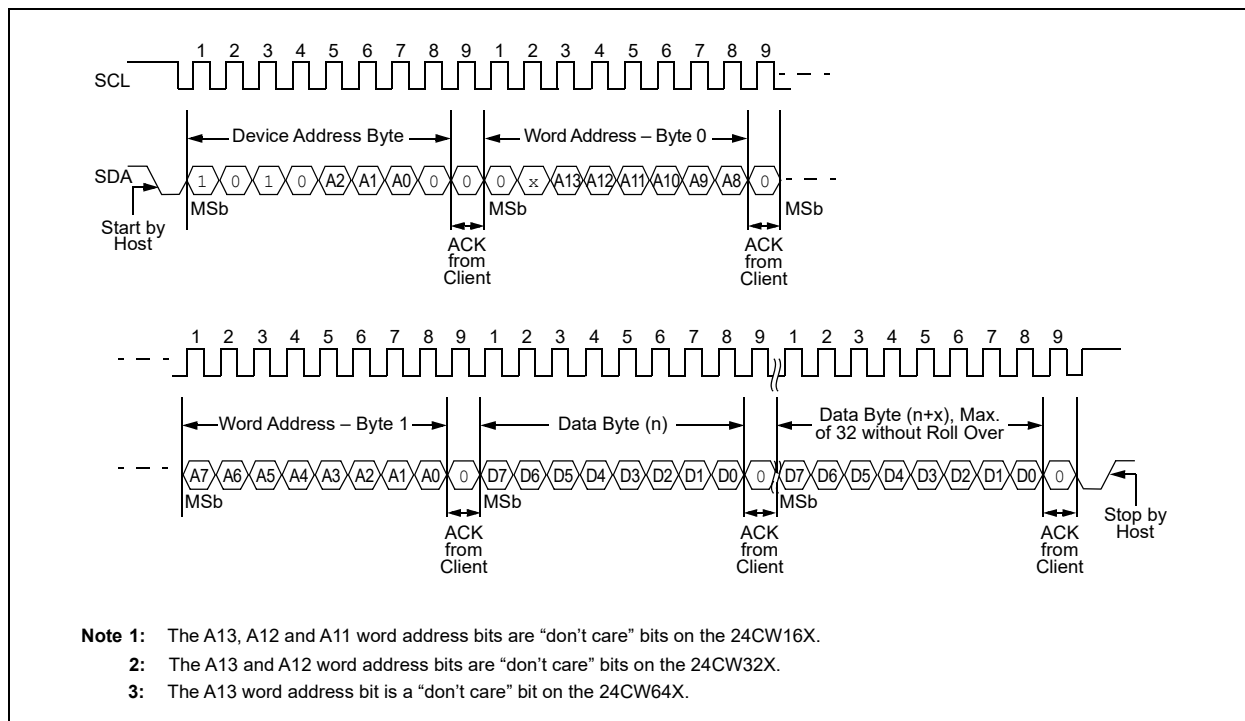 1 2 3 4 5 6 7 8 9 1 2 3 4 5 6 7 8 9
SCL
Device Address Byte Word Address – Byte 0
SDA 1 0 1 0 A2 A1 A0 0 0 0 x A13 A12 A11 A10 A9 A8 0
MSb MSb MSb
Start by
Host
ACK
from
Client
ACK
from
Client
1 2 3 4 5 6 7 8 9 1 2 3 4 5 6 7 8 9 1 2 3 4 5 6 7 8 9
Word Address – Byte 1 Data Byte (n)
Data Byte (n+x), Max.
of 32 without Roll Over
A7 A6 A5 A4 A3 A2 A1 A0 0 D7 D6 D5 D4 D3 D2 D1 D0 0 D7 D6 D5 D4 D3 D2 D1 D0 0
MSb MSb MSb
ACK
from
Client
ACK
from
Client
ACK
from
Client
Stop by
Host
Note 1: The A13, A12 and A11 word address bits are “don’t care” bits on the 24CW16X.
2: The A13 and A12 word address bits are “don’t care” bits on the 24CW32X.
3: The A13 word address bit is a “don’t care” bit on the 24CW64X.